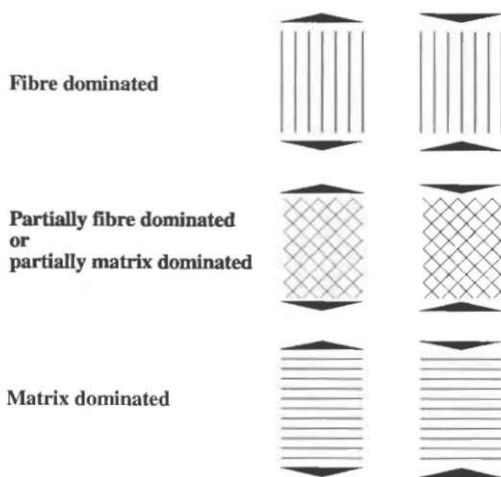 Fibre dominated
Partially fibre dominated
or
partially matrix dominated
Matrix dominated